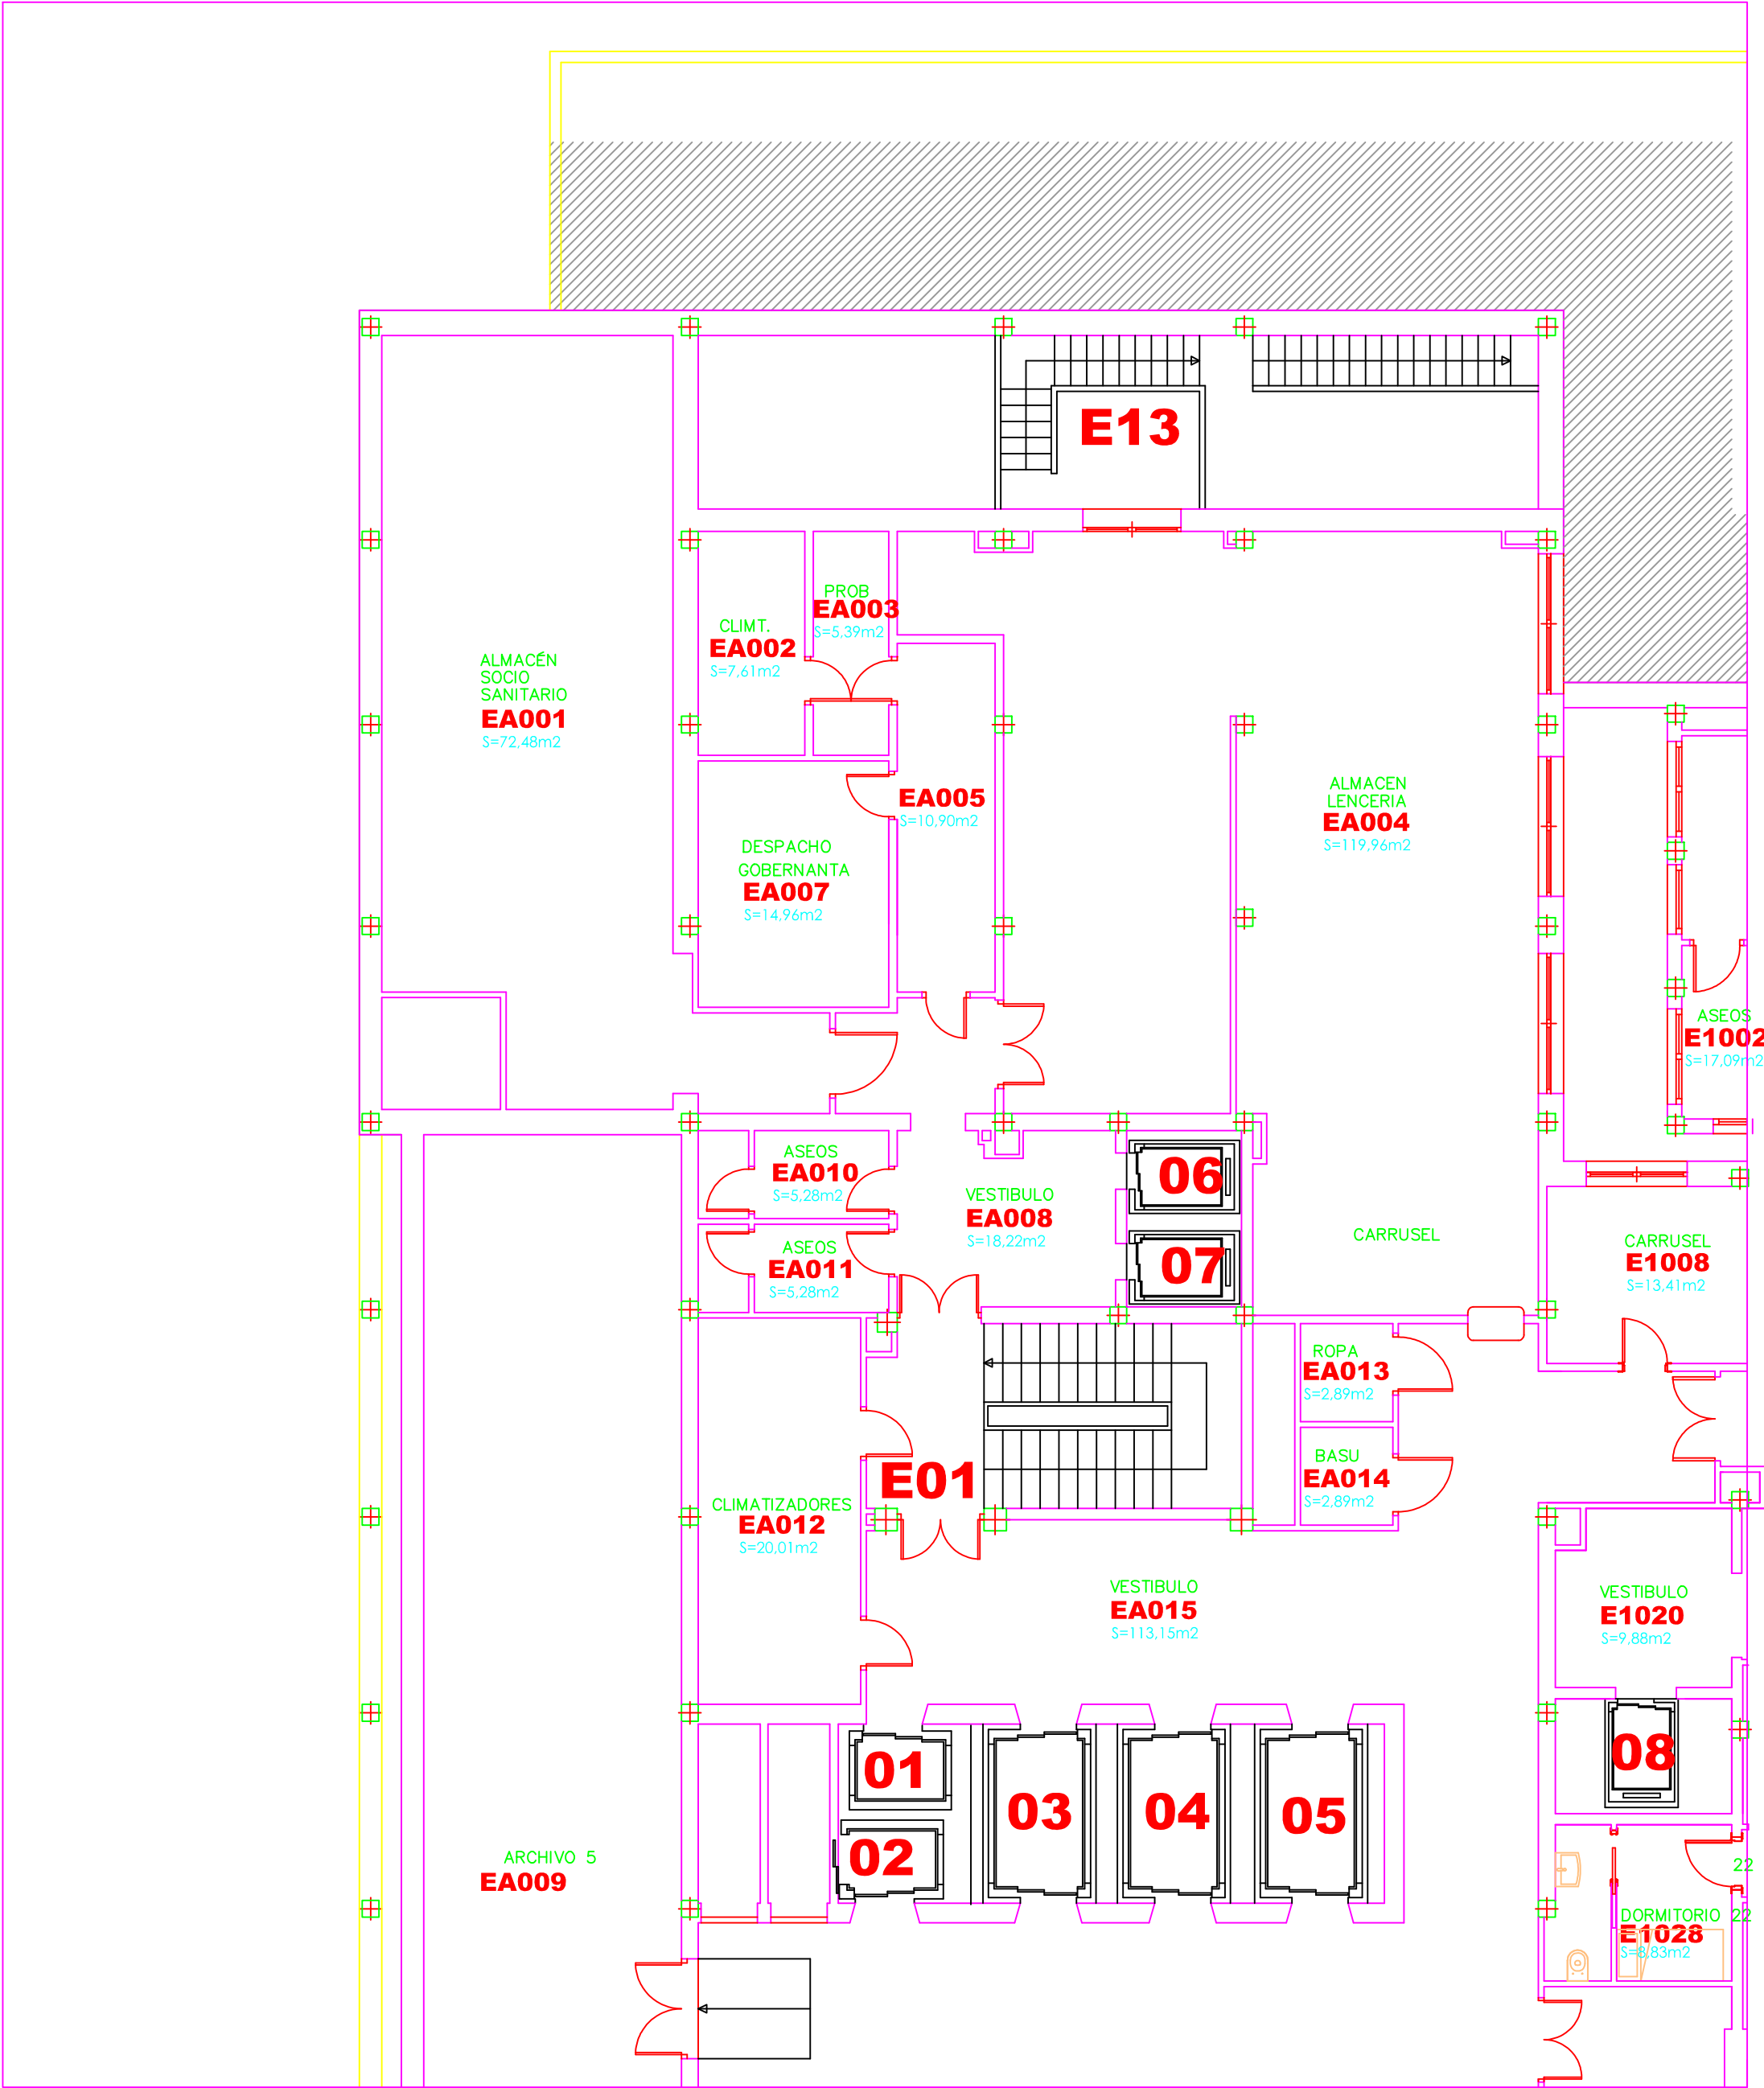 E13
PROB
EA003
S=5,39m2
CLIMT.
EA002
S=7,61m2
ALMACÉN
SOCIO
SANITARIO
EA001
S=72,48m2
EA005
S=10,90m2
ALMACEN
LENCERIA
EA004
S=119,96m2
DESPACHO
GOBERNANTA
EA007
S=14,96m2
ASEOS
E1002
S=17,09m2
ASEOS
EA010
S=5,28m2
VESTIBULO
EA008
S=18,22m2
06
07
CARRUSEL
CARRUSEL
E1008
S=13,41m2
ASEOS
EA011
S=5,28m2
ROPA
EA013
S=2,89m2
BASU
EA014
S=2,89m2
E01
CLIMATIZADORES
EA012
S=20,01m2
VESTIBULO
EA015
S=113,15m2
VESTIBULO
E1020
S=9,88m2
01
02
03
04
05
08
ARCHIVO 5
EA009
22
DORMITORIO 22
E1028
S=8,83m2